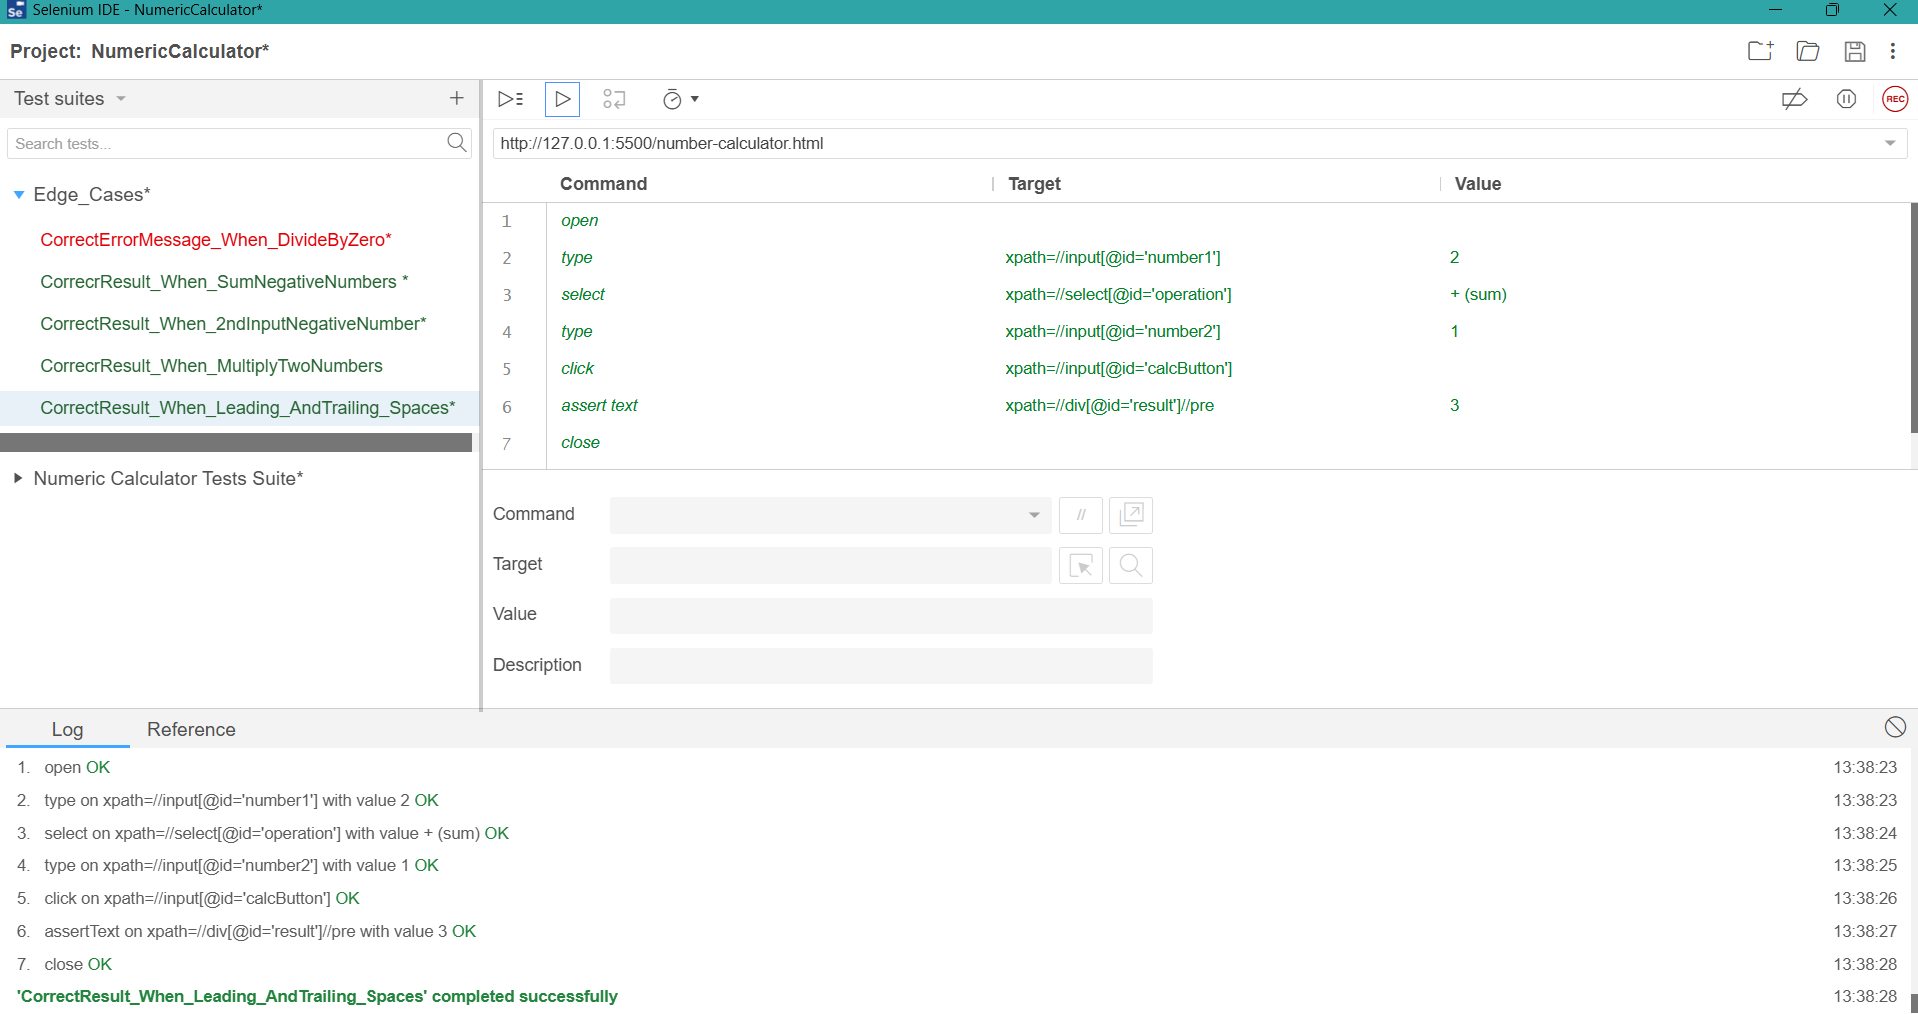 Se Selenium IDE - NumericCalculator*
Project: NumericCalculator*
Test suites
REC
Search tests...
http://127.0.0.1:5500/number-calculator.html
Command Target Value
Edge_Cases*
CorrectErrorMessage_When_DivideByZero*
CorrecrResult_When_SumNegativeNumbers *
CorrectResult_When_2ndInputNegativeNumber*
CorrecrResult_When_MultiplyTwoNumbers
CorrectResult_When_Leading_AndTrailing_Spaces*
Numeric Calculator Tests Suite*
1 open
2 type xpath=//input[@id='number1'] 2
3 select xpath=//select[@id='operation'] + (sum)
4 type xpath=//input[@id='number2'] 1
5 click xpath=//input[@id='calcButton']
6 assert text xpath=//div[@id='result']//pre 3
7 close
Command //
Target
Value
Description
Log Reference
1. open OK 13:38:23
2. type on xpath=//input[@id='number1'] with value 2 OK 13:38:23
3. select on xpath=//select[@id='operation'] with value + (sum) OK 13:38:24
4. type on xpath=//input[@id='number2'] with value 1 OK 13:38:25
5. click on xpath=//input[@id='calcButton'] OK 13:38:26
6. assertText on xpath=//div[@id='result']//pre with value 3 OK 13:38:27
7. close OK 13:38:28
'CorrectResult_When_Leading_AndTrailing_Spaces' completed successfully 13:38:28